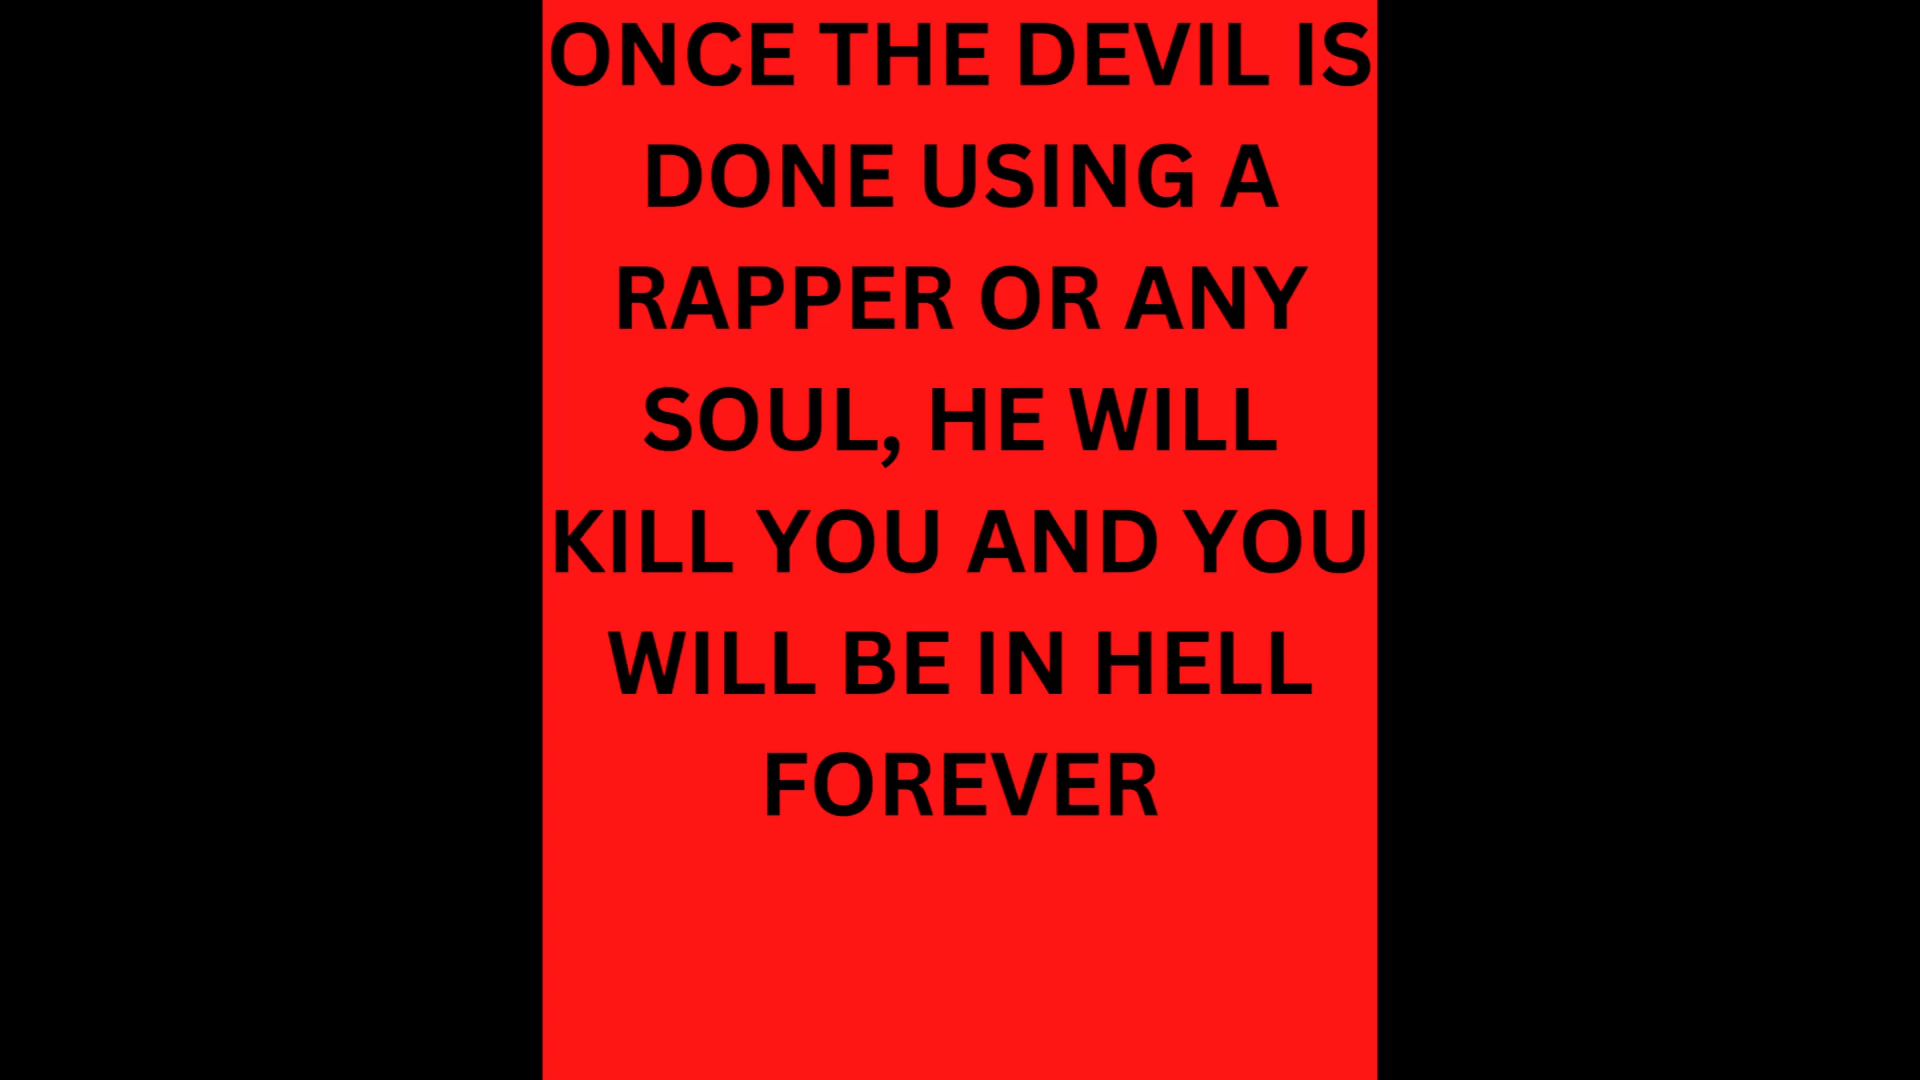 ONCE THE DEVIL IS
DONE USING A
RAPPER OR ANY
SOUL, HE WILL
KILL YOU AND YOU
WILL BE IN HELL
FOREVER